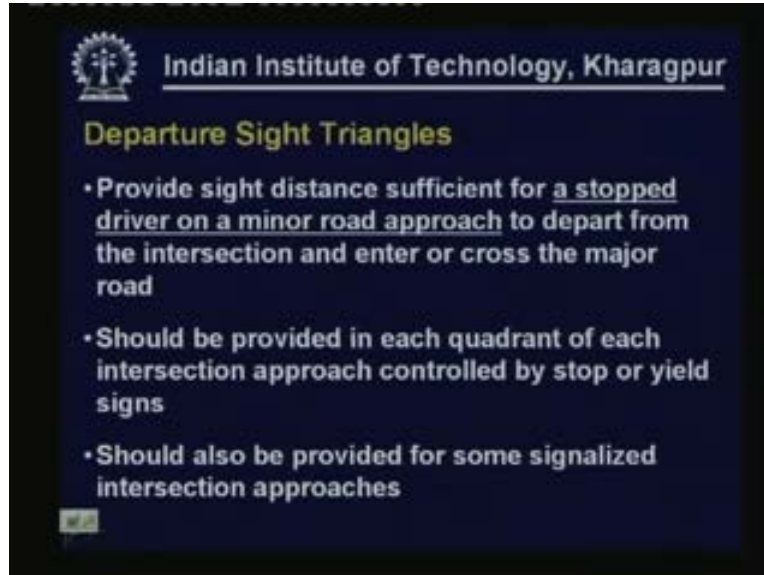 Indian Institute of Technology, Kharagpur
Departure Sight Triangles
• Provide sight distance sufficient for a stopped
driver on a minor road approach to depart from
the intersection and enter or cross the major
road
• Should be provided in each quadrant of each
intersection approach controlled by stop or yield
signs
• Should also be provided for some signalized
intersection approaches